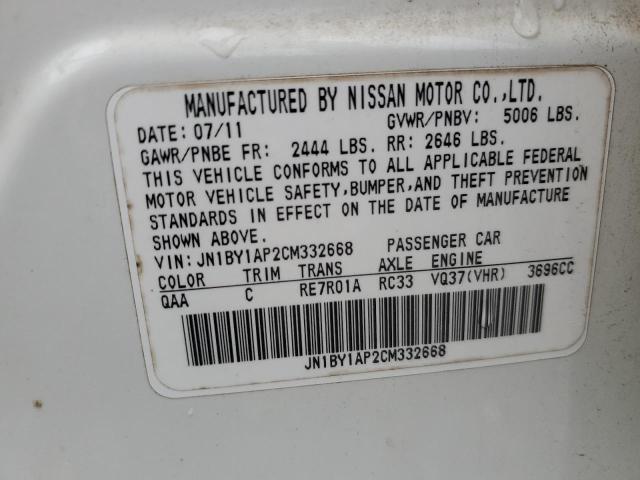 MANUFACTURED BY NISSAN MOTOR CO.,LTD.
DATE: 07/11 GVWR/PNBV: 5006 LBS.
GAWR/PNBE FR: 2444 LBS. RR: 2646 LBS.
THIS VEHICLE CONFORMS TO ALL APPLICABLE FEDERAL
MOTOR VEHICLE SAFETY,BUMPER,AND THEFT PREVENTION
STANDARDS IN EFFECT ON THE DATE OF MANUFACTURE
SHOWN ABOVE.
VIN: JN1BY1AP2CM332668 PASSENGER CAR
COLOR TRIM TRANS AXLE ENGINE
QAA C RE7R01A RC33 VQ37(VHR) 3696CC
JN1BY1AP2CM332668